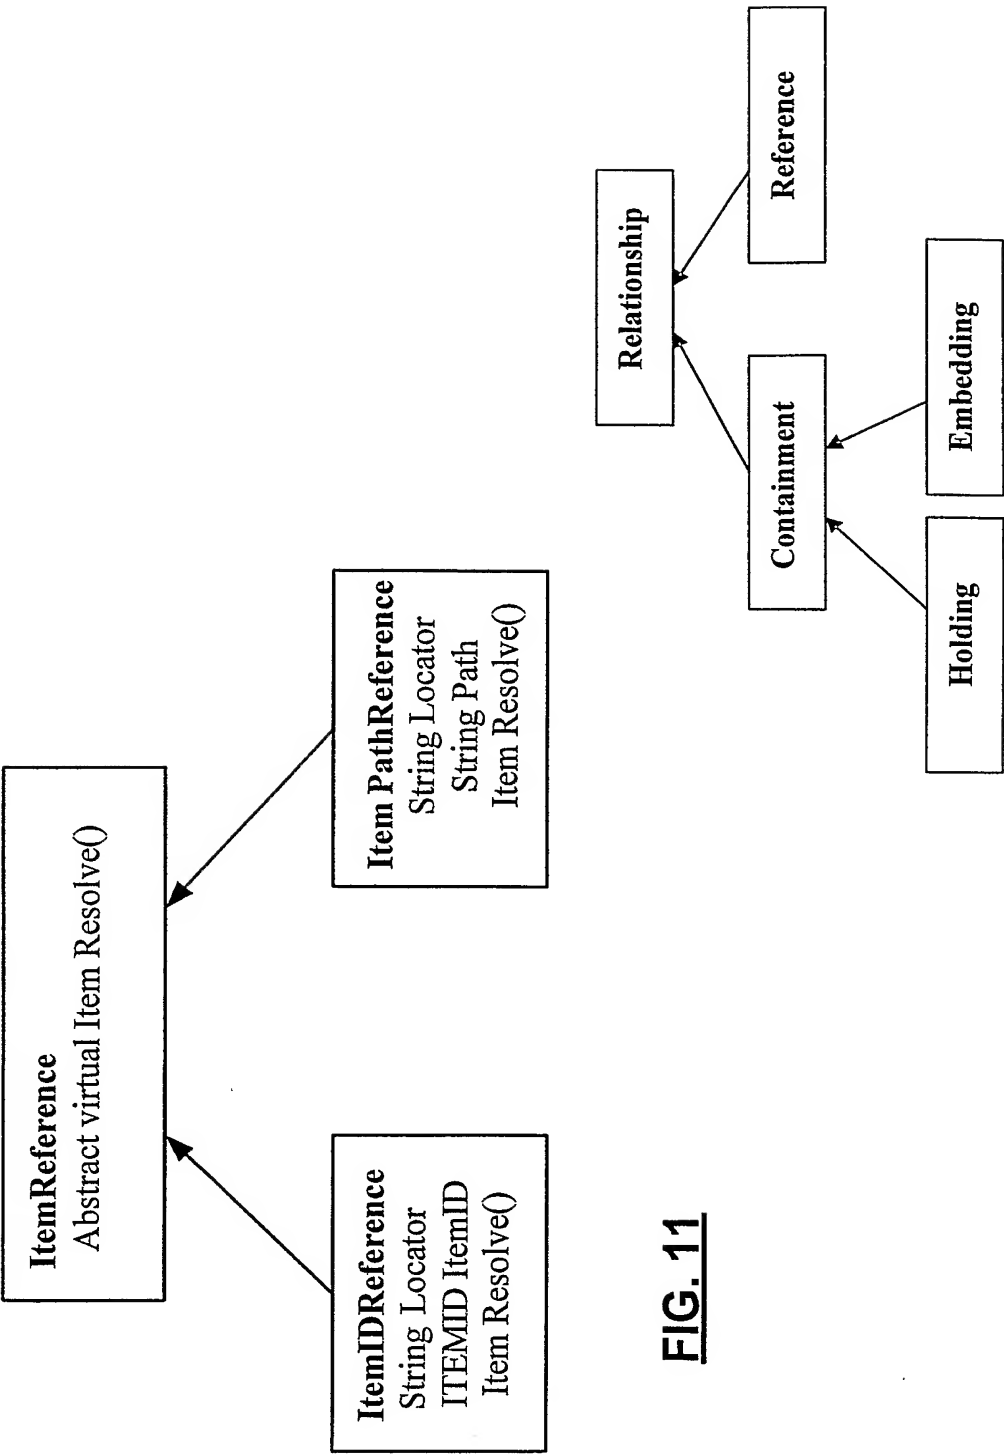 ItemReference
Abstract virtual Item Resolve()
ItemIDReference
String Locator
ITEMID ItemID
Item Resolve()
Item PathReference
String Locator
String Path
Item Resolve()
Relationship
Containment
Reference
Holding
Embedding
FIG. 11